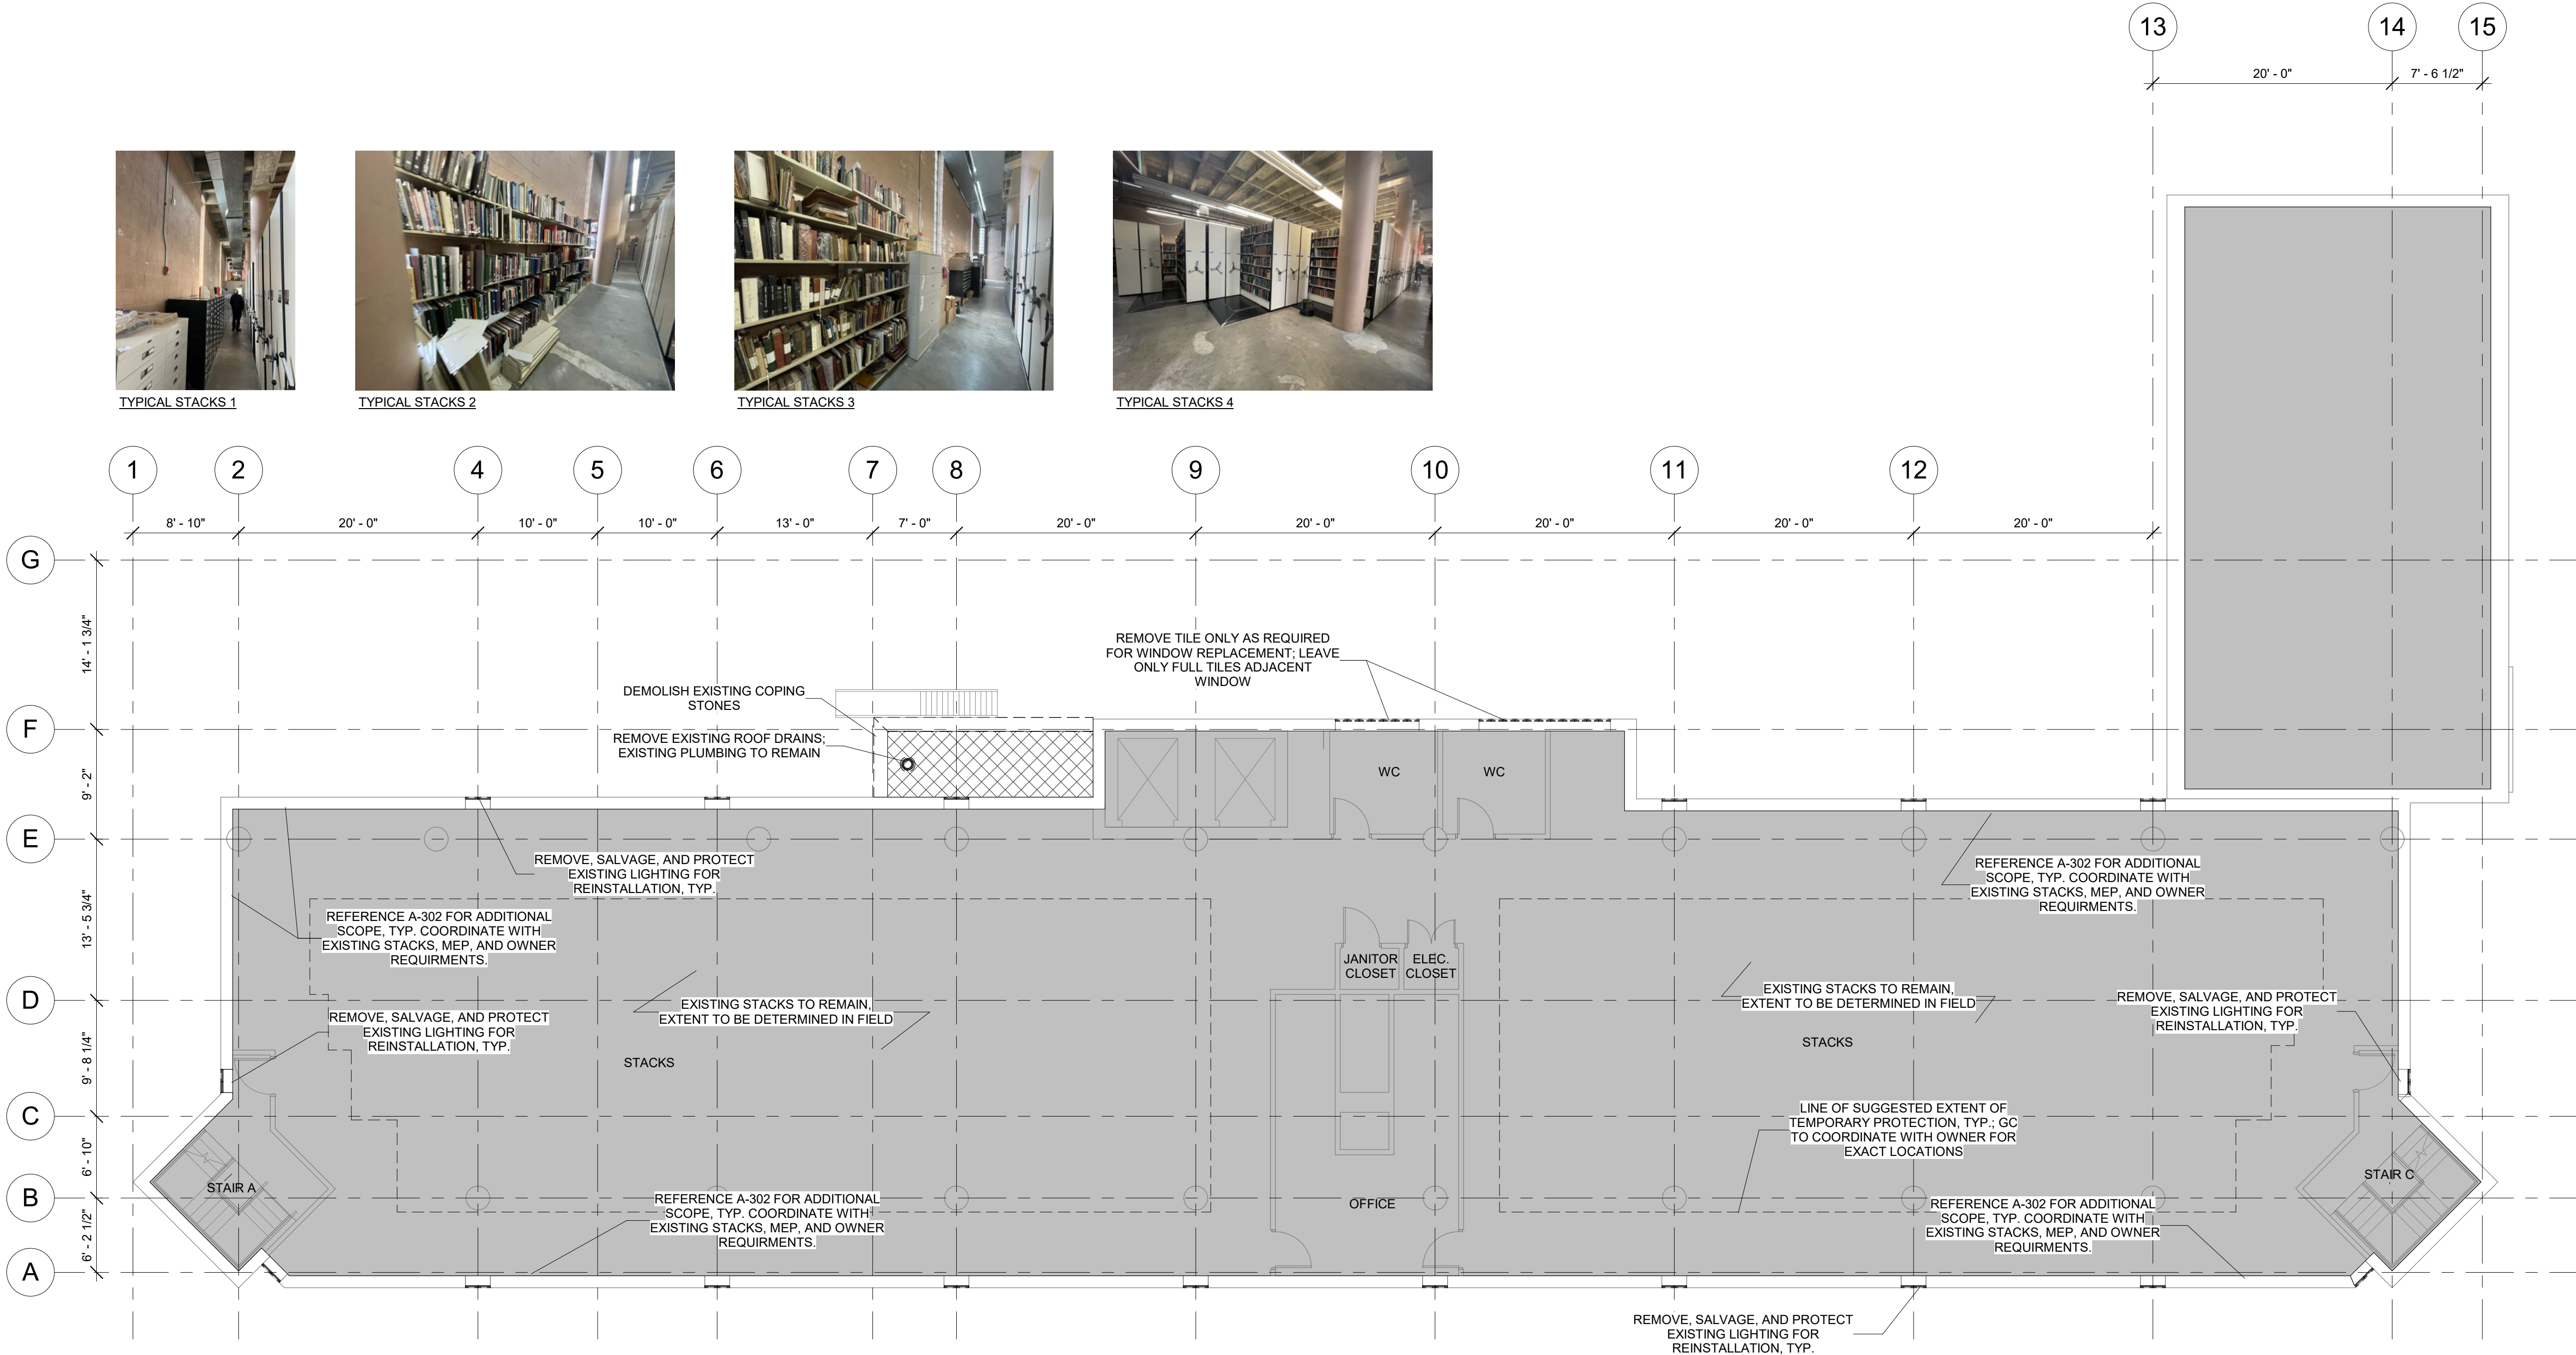 13
14
15
20' - 0"
7' - 6 1/2"
TYPICAL STACKS 1
TYPICAL STACKS 2
TYPICAL STACKS 3
TYPICAL STACKS 4
1
2
4
5
6
7
8
9
10
11
12
8' - 10"
20' - 0"
10' - 0"
10' - 0"
13' - 0"
7' - 0"
20' - 0"
20' - 0"
20' - 0"
20' - 0"
20' - 0"
G
14' - 1 3/4"
F
9' - 2"
E
13' - 5 3/4"
D
9' - 8 1/4"
C
6' - 10"
B
6' - 2 1/2"
A
REMOVE TILE ONLY AS REQUIRED
FOR WINDOW REPLACEMENT; LEAVE
ONLY FULL TILES ADJACENT
WINDOW
DEMOLISH EXISTING COPING
STONES
REMOVE EXISTING ROOF DRAINS;
EXISTING PLUMBING TO REMAIN
WC
WC
REMOVE, SALVAGE, AND PROTECT
EXISTING LIGHTING FOR
REINSTALLATION, TYP.
REFERENCE A-302 FOR ADDITIONAL
SCOPE, TYP. COORDINATE WITH
EXISTING STACKS, MEP, AND OWNER
REQUIRMENTS.
REFERENCE A-302 FOR ADDITIONAL
SCOPE, TYP. COORDINATE WITH
EXISTING STACKS, MEP, AND OWNER
REQUIRMENTS.
JANITOR
CLOSET
ELEC.
CLOSET
EXISTING STACKS TO REMAIN,
EXTENT TO BE DETERMINED IN FIELD
EXISTING STACKS TO REMAIN,
EXTENT TO BE DETERMINED IN FIELD
REMOVE, SALVAGE, AND PROTECT
EXISTING LIGHTING FOR
REINSTALLATION, TYP.
REMOVE, SALVAGE, AND PROTECT
EXISTING LIGHTING FOR
REINSTALLATION, TYP.
STACKS
STACKS
LINE OF SUGGESTED EXTENT OF
TEMPORARY PROTECTION, TYP.; GC
TO COORDINATE WITH OWNER FOR
EXACT LOCATIONS
STAIR A
STAIR C
OFFICE
REFERENCE A-302 FOR ADDITIONAL
SCOPE, TYP. COORDINATE WITH
EXISTING STACKS, MEP, AND OWNER
REQUIRMENTS.
REFERENCE A-302 FOR ADDITIONAL
SCOPE, TYP. COORDINATE WITH
EXISTING STACKS, MEP, AND OWNER
REQUIRMENTS.
REMOVE, SALVAGE, AND PROTECT
EXISTING LIGHTING FOR
REINSTALLATION, TYP.